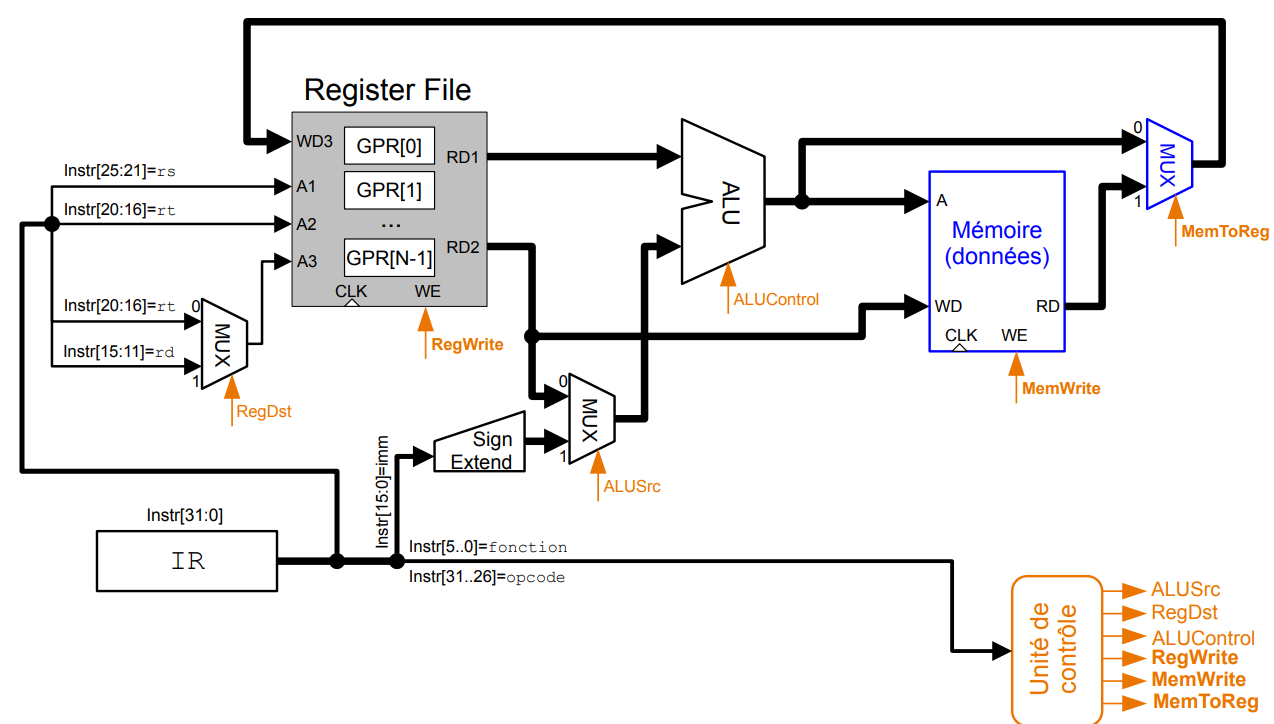 Register File
WD3
GPR[0]
RD1
Instr[25:21]=rs
A1
GPR[1]
Instr[20:16]=rt
A2
...
RD2
A3
GPR[N-1]
CLK
WE
RegWrite
Instr[20:16]=rt
0
MUX
Instr[15:11]=rd
1
RegDst
ALU
ALUControl
A
Mémoire
(données)
WD
RD
CLK
WE
MemWrite
0
MUX
1
MemToReg
0
MUX
1
ALUSrc
Sign
Extend
Instr[15:0]=imm
Instr[31:0]
IR
Instr[5..0]=fonction
Instr[31..26]=opcode
Unité de
contrôle
ALUSrc
RegDst
ALUControl
RegWrite
MemWrite
MemToReg